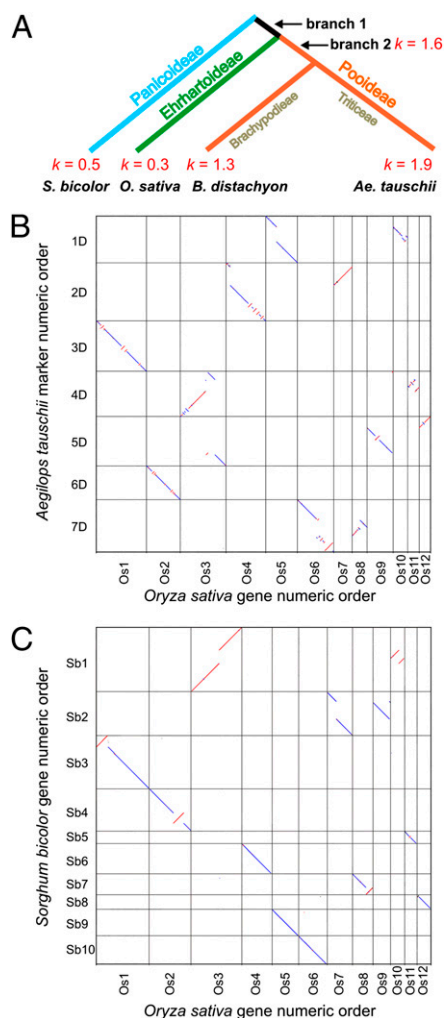 A
branch 1
branch 2 k = 1.6
Panicoideae
Ehrhartoideae
Pooideae
Brachypodieae
Triticeae
k = 0.5
k = 0.3
k = 1.3
k = 1.9
S. bicolor
O. sativa
B. distachyon
Ae. tauschii
B
Aegilops tauschii marker numeric order
1D
2D
3D
4D
5D
6D
7D
Os1
Os2
Os3
Os4
Os5
Os6
Os7
Os8
Os9
Os10
Os11
Os12
Oryza sativa gene numeric order
C
Sorghum bicolor gene numeric order
Sb1
Sb2
Sb3
Sb4
Sb5
Sb6
Sb7
Sb8
Sb9
Sb10
Os1
Os2
Os3
Os4
Os5
Os6
Os7
Os8
Os9
Os10
Os11
Os12
Oryza sativa gene numeric order